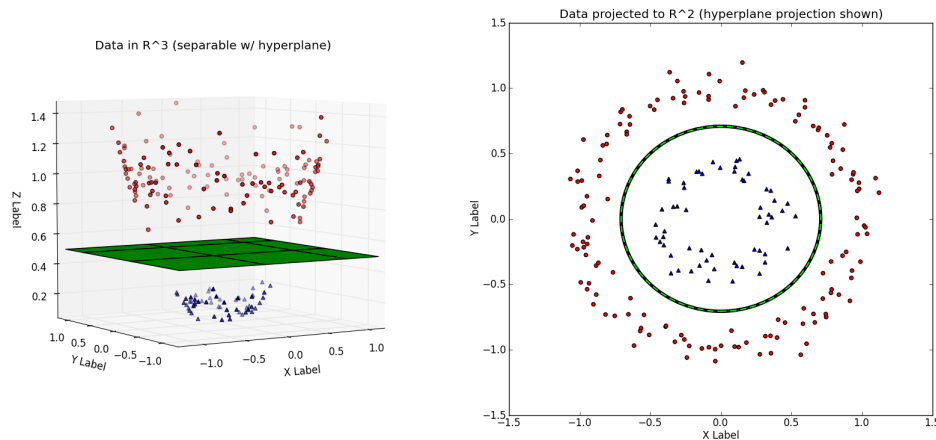 Data in R^3 (separable w/ hyperplane)
Z Label
1.4
1.2
1.0
0.8
0.6
0.4
0.2
1.0 0.5 0.0 −0.5 −1.0
Y Label
−1.0 −0.5 0.0 0.5 1.0
X Label
Data projected to R^2 (hyperplane projection shown)
Y Label
1.5
1.0
0.5
0.0
−0.5
−1.0
−1.5
−1.5 −1.0 −0.5 0.0 0.5 1.0 1.5
X Label